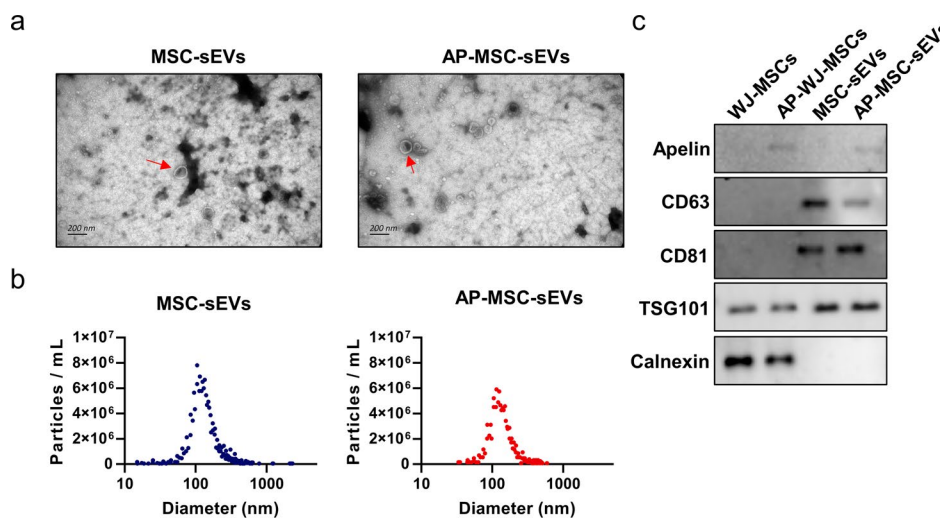 a
MSC-sEVs
AP-MSC-sEVs
200 nm
200 nm
b
MSC-sEVs
AP-MSC-sEVs
Particles / mL
1×10⁷
8×10⁶
6×10⁶
4×10⁶
2×10⁶
0
10
100
1000
Diameter (nm)
Particles / mL
1×10⁷
8×10⁶
6×10⁶
4×10⁶
2×10⁶
0
10
100
1000
Diameter (nm)
c
WJ-MSCs
AP-WJ-MSCs
MSC-sEVs
AP-MSC-sEVs
Apelin
CD63
CD81
TSG101
Calnexin